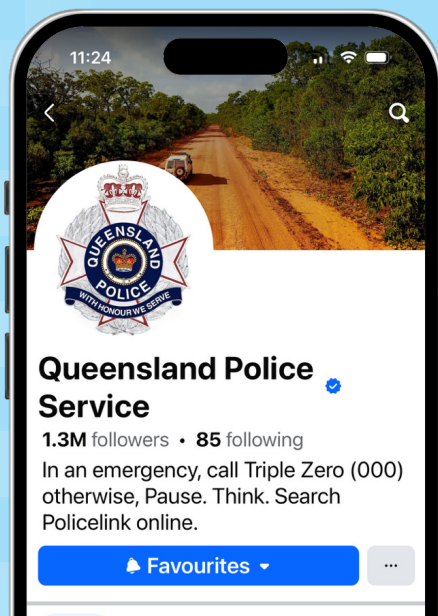 11:24
QUEENSLAND
POLICE
WITH HONOUR WE SERVE
Queensland Police
Service
1.3M followers • 85 following
In an emergency, call Triple Zero (000)
otherwise, Pause. Think. Search
Policelink online.
Favourites